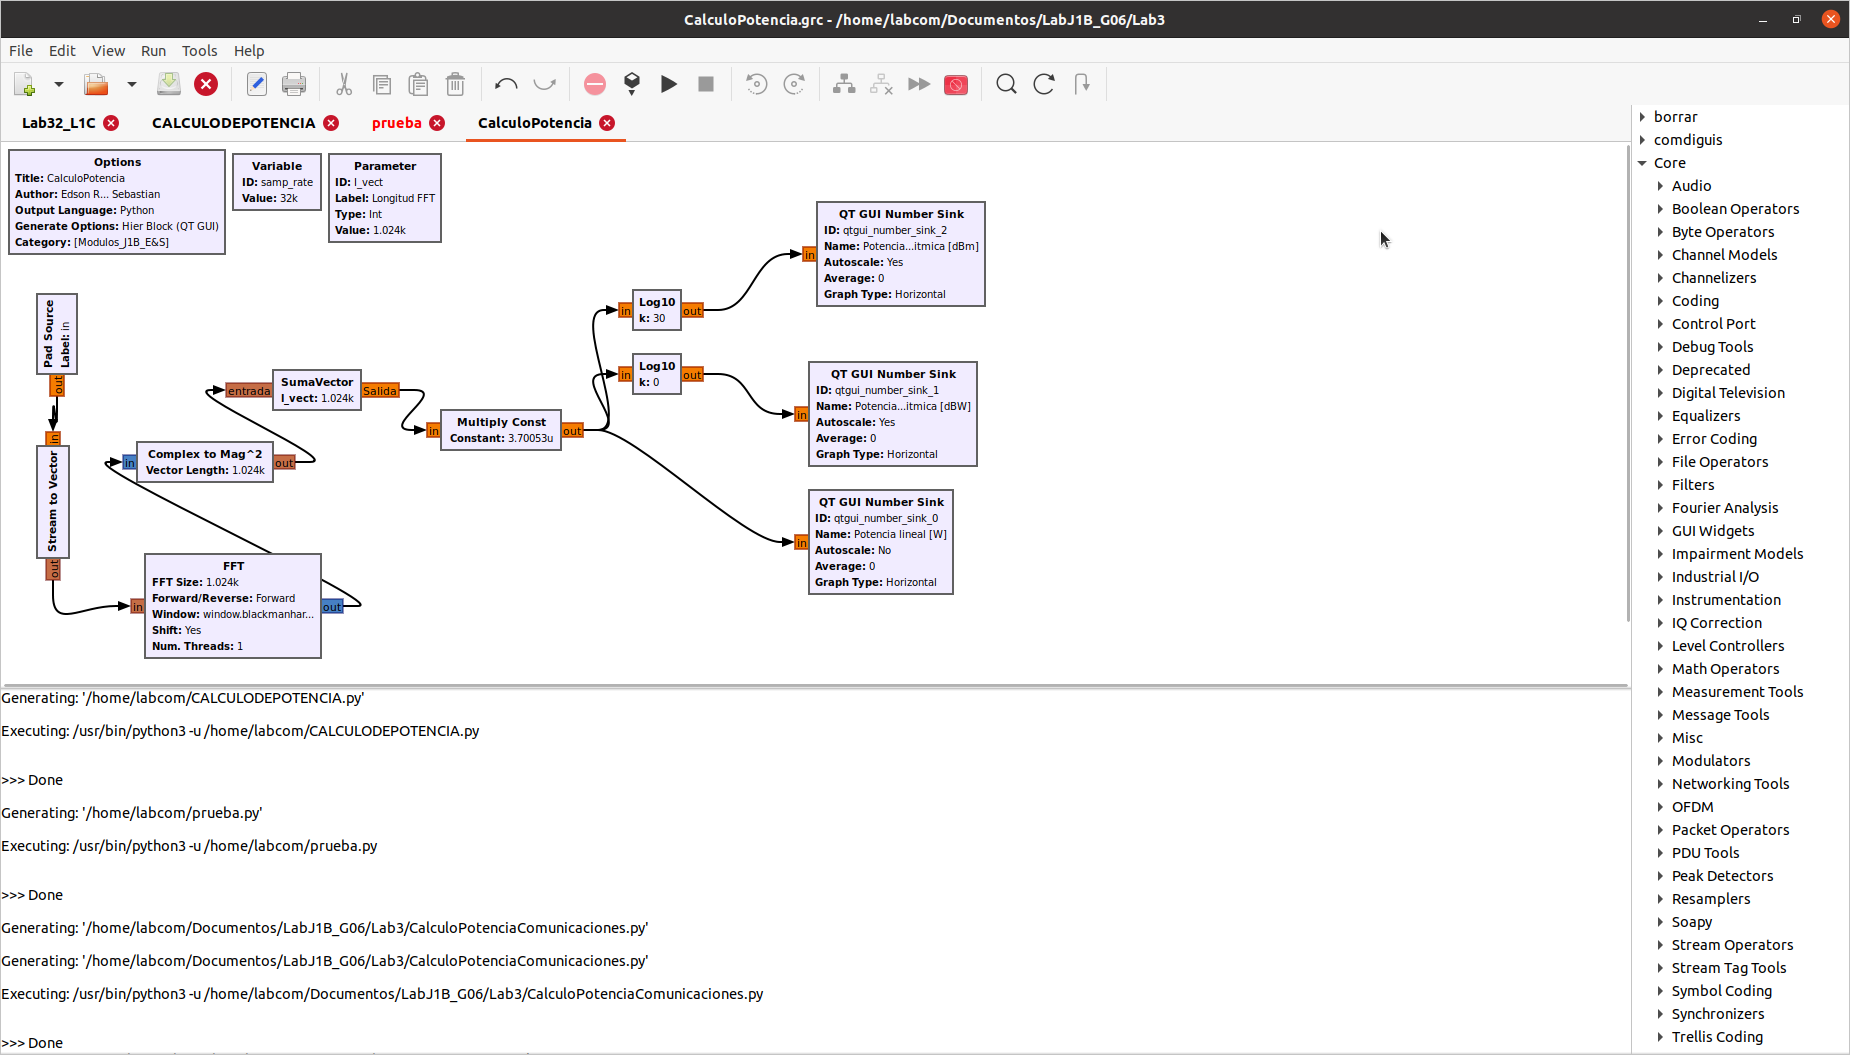 CalculoPotencia.grc - /home/labcom/Documentos/LabJ1B_G06/Lab3
File Edit View Run Tools Help
Lab32_L1C CALCULODEPOTENCIA prueba CalculoPotencia
Options
Title: CalculoPotencia
Author: Edson R... Sebastian
Output Language: Python
Generate Options: Hier Block (QT GUI)
Category: [Modulos_J1B_E&S]
Variable
ID: samp_rate
Value: 32k
Parameter
ID: l_vect
Label: Longitud FFT
Type: Int
Value: 1.024k
Pad Source
Label: in
out
in
Stream to Vector
out
in
FFT
FFT Size: 1.024k
Forward/Reverse: Forward
Window: window.blackmanhar...
Shift: Yes
Num. Threads: 1
out
in
Complex to Mag^2
Vector Length: 1.024k
out
entrada
SumaVector
l_vect: 1.024k
Salida
in
Multiply Const
Constant: 3.70053u
out
in
Log10
k: 30
out
in
Log10
k: 0
out
in
QT GUI Number Sink
ID: qtgui_number_sink_2
Name: Potencia...itmica [dBm]
Autoscale: Yes
Average: 0
Graph Type: Horizontal
in
QT GUI Number Sink
ID: qtgui_number_sink_1
Name: Potencia...itmica [dBW]
Autoscale: Yes
Average: 0
Graph Type: Horizontal
in
QT GUI Number Sink
ID: qtgui_number_sink_0
Name: Potencia lineal [W]
Autoscale: No
Average: 0
Graph Type: Horizontal
Generating: '/home/labcom/CALCULODEPOTENCIA.py'
Executing: /usr/bin/python3 -u /home/labcom/CALCULODEPOTENCIA.py
>>> Done
Generating: '/home/labcom/prueba.py'
Executing: /usr/bin/python3 -u /home/labcom/prueba.py
>>> Done
Generating: '/home/labcom/Documentos/LabJ1B_G06/Lab3/CalculoPotenciaComunicaciones.py'
Generating: '/home/labcom/Documentos/LabJ1B_G06/Lab3/CalculoPotenciaComunicaciones.py'
Executing: /usr/bin/python3 -u /home/labcom/Documentos/LabJ1B_G06/Lab3/CalculoPotenciaComunicaciones.py
>>> Done
borrar
comdiguis
Core
Audio
Boolean Operators
Byte Operators
Channel Models
Channelizers
Coding
Control Port
Debug Tools
Deprecated
Digital Television
Equalizers
Error Coding
File Operators
Filters
Fourier Analysis
GUI Widgets
Impairment Models
Industrial I/O
Instrumentation
IQ Correction
Level Controllers
Math Operators
Measurement Tools
Message Tools
Misc
Modulators
Networking Tools
OFDM
Packet Operators
PDU Tools
Peak Detectors
Resamplers
Soapy
Stream Operators
Stream Tag Tools
Symbol Coding
Synchronizers
Trellis Coding